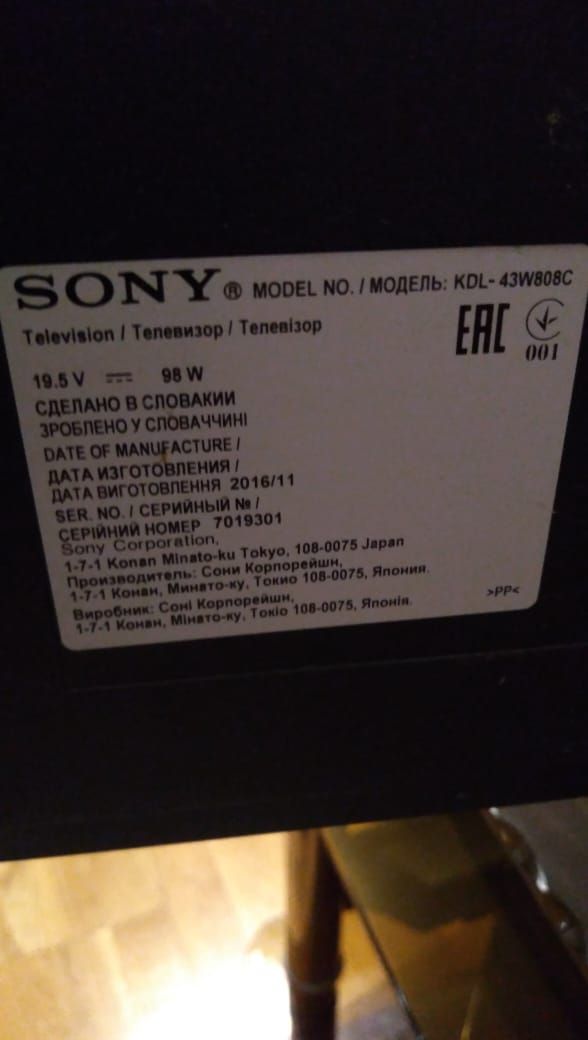 SONY® MODEL NO. / МОДЕЛЬ: KDL- 43W808C
Television / Телевизор / Телевізор
EAC
001
19.5 V ⎓ 98 W
СДЕЛАНО В СЛОВАКИИ
ЗРОБЛЕНО У СЛОВАЧЧИНІ
DATE OF MANUFACTURE /
ДАТА ИЗГОТОВЛЕНИЯ /
ДАТА ВИГОТОВЛЕННЯ 2016/11
SER. NO. / СЕРИЙНЫЙ № /
СЕРІЙНИЙ НОМЕР 7019301
Sony Corporation,
1-7-1 Konan Minato-ku Tokyo, 108-0075 Japan
Производитель: Сони Корпорейшн,
1-7-1 Конан, Минато-ку, Токио 108-0075, Япония.
Виробник: Соні Корпорейшн,
1-7-1 Конан, Мінато-ку, Токіо 108-0075, Японія.
>PP<